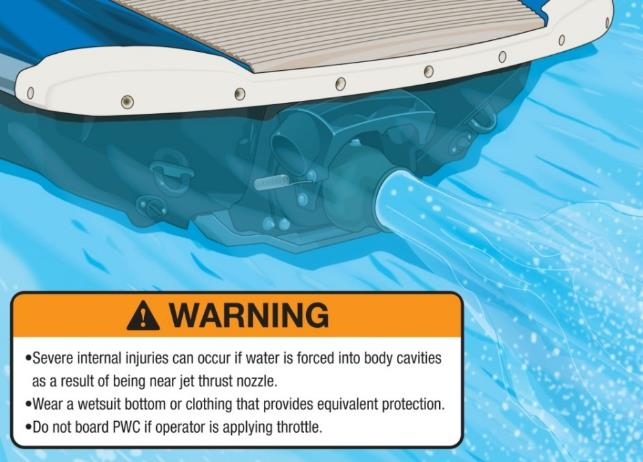 ⚠ WARNING
•Severe internal injuries can occur if water is forced into body cavities
as a result of being near jet thrust nozzle.
•Wear a wetsuit bottom or clothing that provides equivalent protection.
•Do not board PWC if operator is applying throttle.